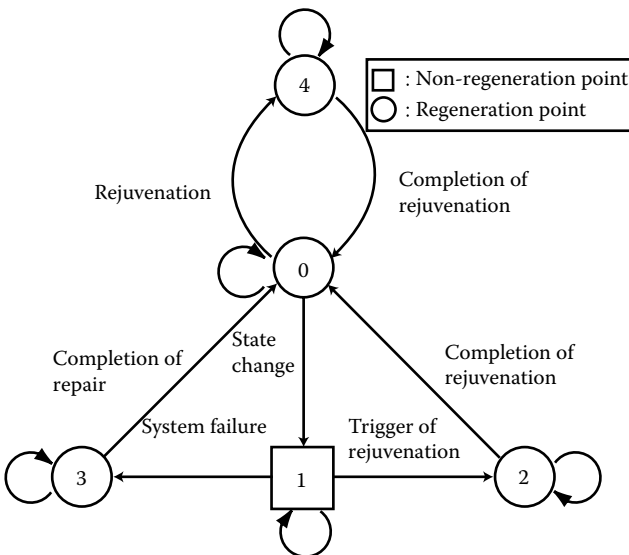 4
: Non-regeneration point
: Regeneration point
Rejuvenation
Completion of
rejuvenation
0
State
change
Completion of
repair
Completion of
rejuvenation
System failure
Trigger of
rejuvenation
3
1
2